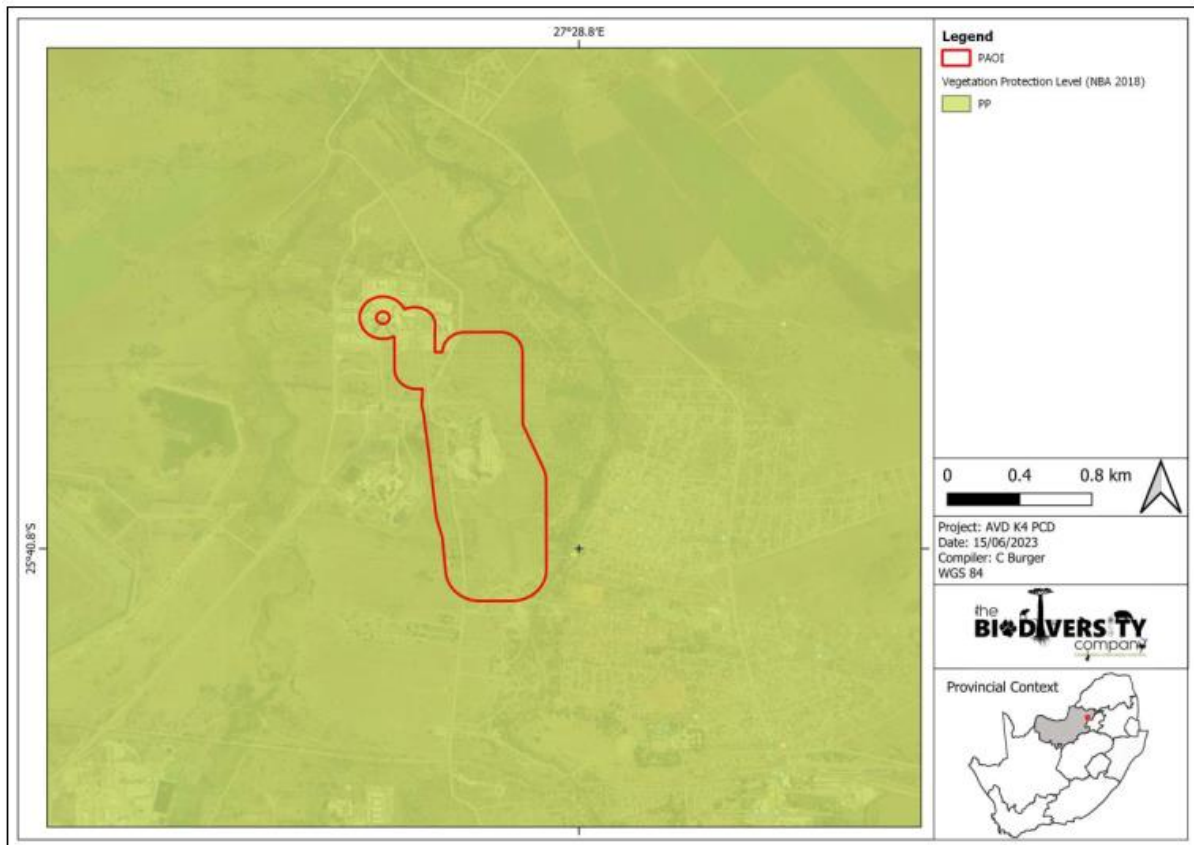 27°28.8'E
25°40.8'S
Legend
PAOI
Vegetation Protection Level (NBA 2018)
PP
0 0.4 0.8 km
Project: AVD K4 PCD
Date: 15/06/2023
Compiler: C Burger
WGS 84
the
BIODIVERSITY
company
Provincial Context